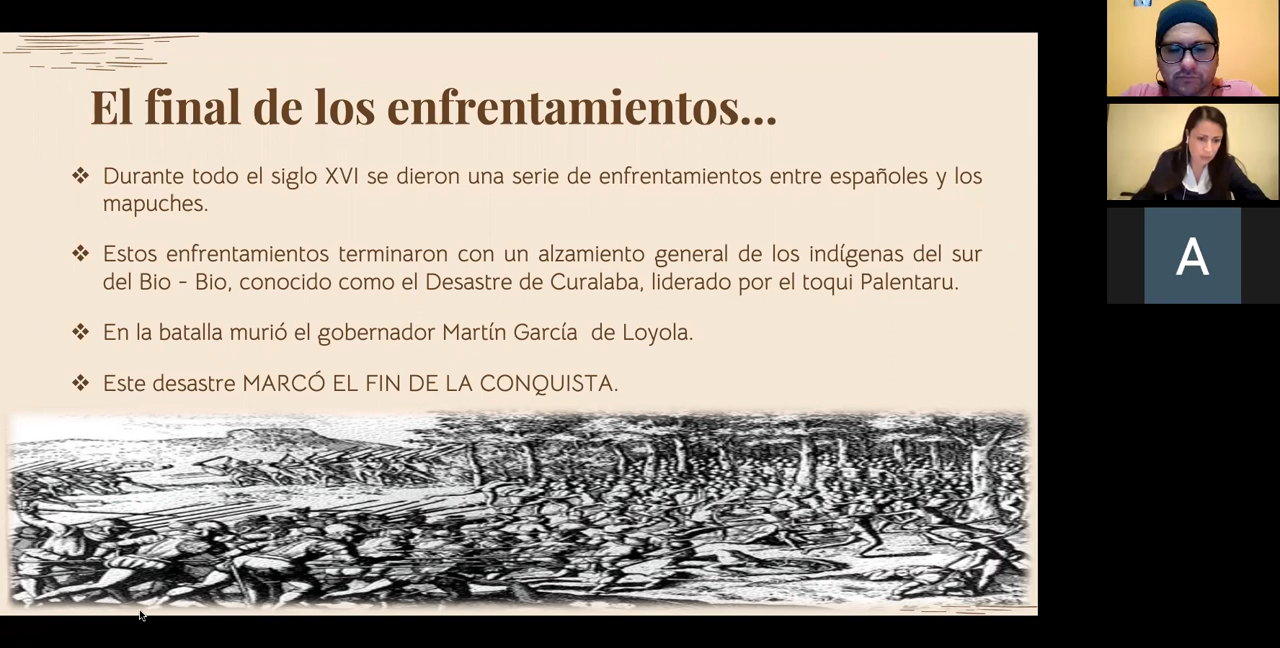 El final de los enfrentamientos...
❖ Durante todo el siglo XVI se dieron una serie de enfrentamientos entre españoles y los
mapuches.
❖ Estos enfrentamientos terminaron con un alzamiento general de los indígenas del sur
del Bio - Bio, conocido como el Desastre de Curalaba, liderado por el toqui Palentaru.
❖ En la batalla murió el gobernador Martín García de Loyola.
❖ Este desastre MARCÓ EL FIN DE LA CONQUISTA.
A